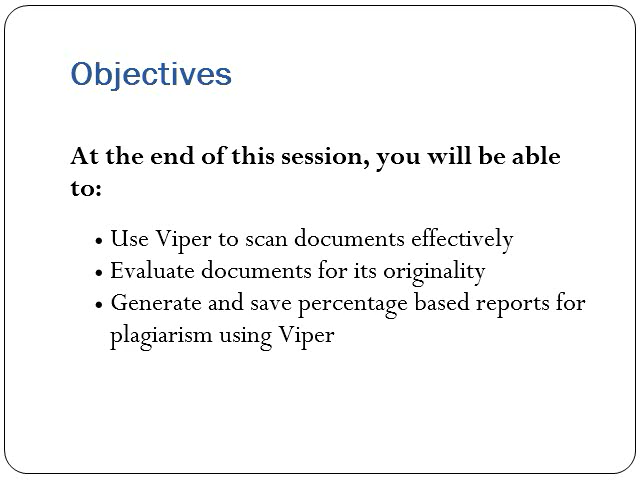 Objectives
At the end of this session, you will be able
to:
• Use Viper to scan documents effectively
• Evaluate documents for its originality
• Generate and save percentage based reports for
plagiarism using Viper